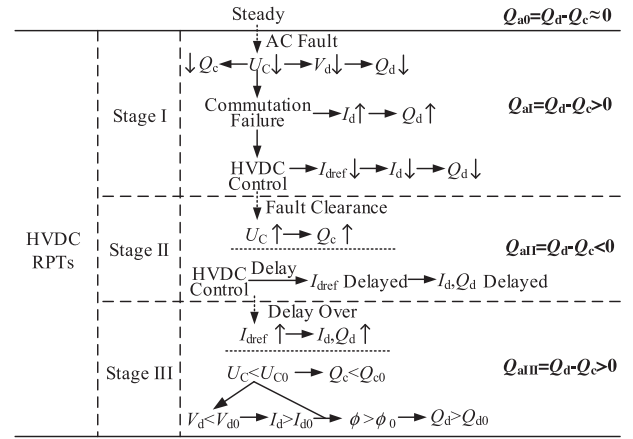 Steady
Qa0=Qd-Qc≈0
AC Fault
↓Qc←UC↓→Vd↓→Qd↓
Commutation
Failure →Id↑→Qd↑
QaI=Qd-Qc>0
Stage I
HVDC
Control →Idref↓→Id↓→Qd↓
Fault Clearance
UC↑→Qc↑
QaII=Qd-Qc<0
Stage II
HVDC
RPTs
HVDC
Control
Delay
Idref Delayed→Id,Qd Delayed
Delay Over
Idref↑→Id,Qd↑
UC<UC0→Qc<Qc0
QaIII=Qd-Qc>0
Stage III
Vd<Vd0→Id>Id0→ϕ>ϕ0→Qd>Qd0